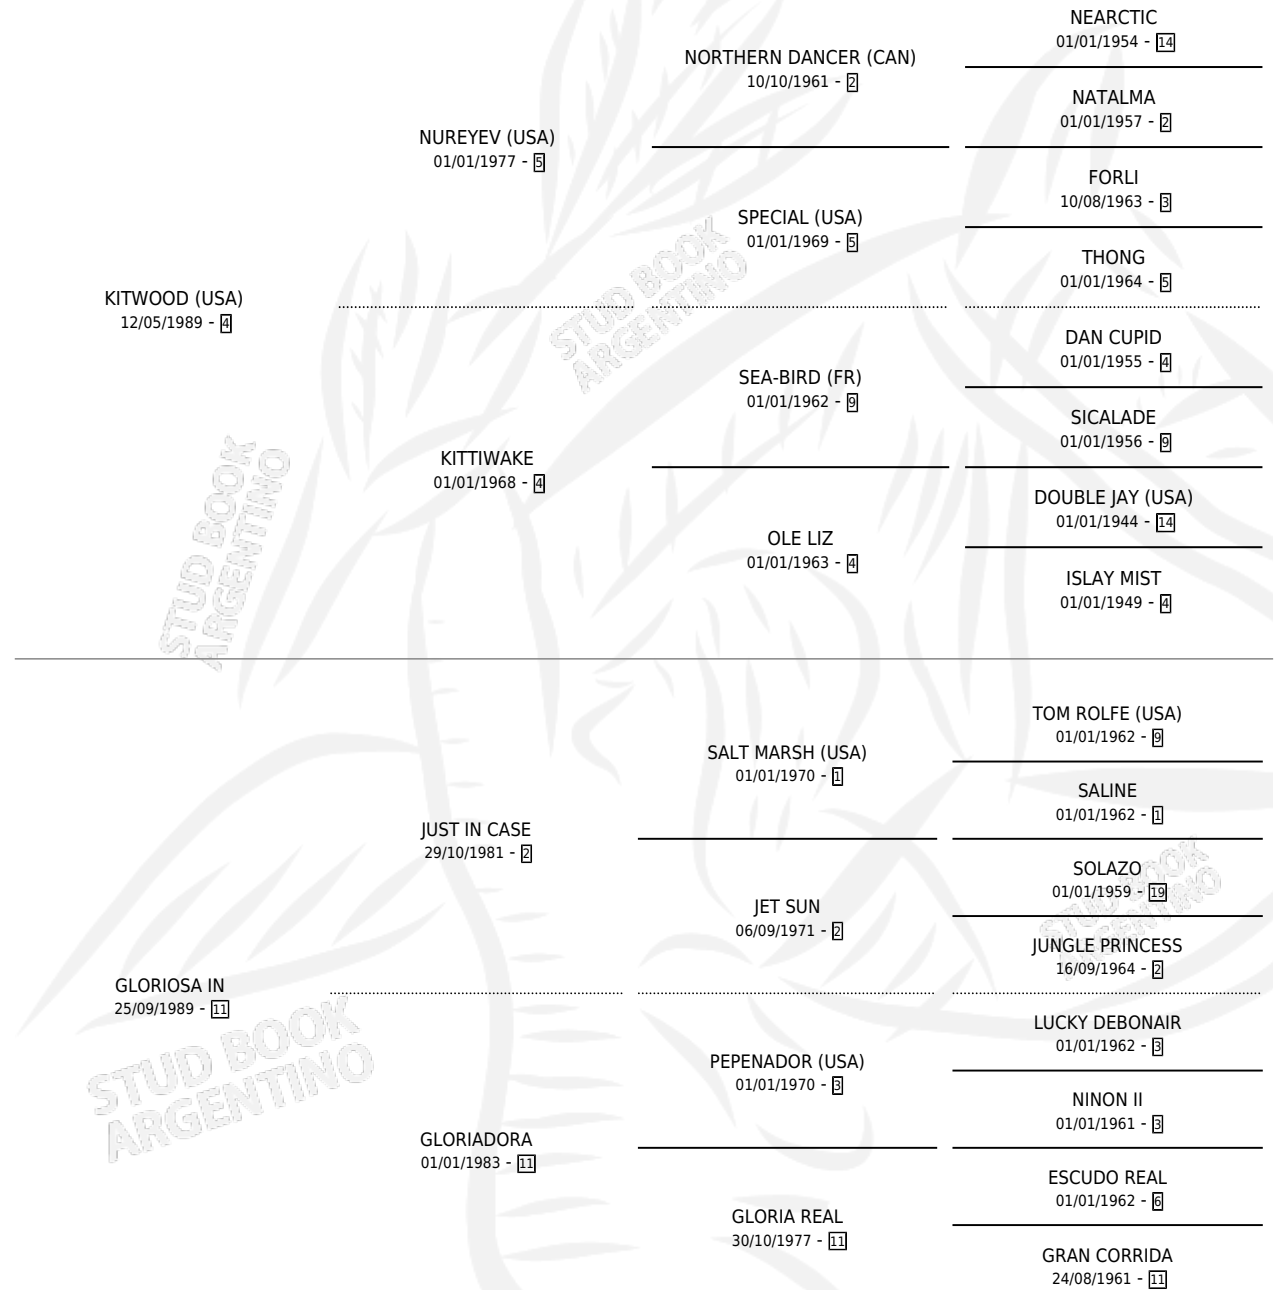 NEARCTIC
01/01/1954 - 14
NORTHERN DANCER (CAN)
10/10/1961 - 2
NATALMA
01/01/1957 - 2
NUREYEV (USA)
01/01/1977 - 5
FORLI
10/08/1963 - 3
SPECIAL (USA)
01/01/1969 - 5
THONG
01/01/1964 - 5
KITWOOD (USA)
12/05/1989 - 4
DAN CUPID
01/01/1955 - 4
SEA-BIRD (FR)
01/01/1962 - 9
SICALADE
01/01/1956 - 9
KITTIWAKE
01/01/1968 - 4
DOUBLE JAY (USA)
01/01/1944 - 14
OLE LIZ
01/01/1963 - 4
ISLAY MIST
01/01/1949 - 4
STUD BOOK
ARGENTINO
STUD BOOK
ARGENTINO
TOM ROLFE (USA)
01/01/1962 - 9
SALT MARSH (USA)
01/01/1970 - 1
SALINE
01/01/1962 - 1
JUST IN CASE
29/10/1981 - 2
SOLAZO
01/01/1959 - 19
JET SUN
06/09/1971 - 2
JUNGLE PRINCESS
16/09/1964 - 2
STUD BOOK
ARGENTINO
GLORIOSA IN
25/09/1989 - 11
LUCKY DEBONAIR
01/01/1962 - 3
PEPENADOR (USA)
01/01/1970 - 3
NINON II
01/01/1961 - 3
GLORIADORA
01/01/1983 - 11
ESCUDO REAL
01/01/1962 - 6
GLORIA REAL
30/10/1977 - 11
GRAN CORRIDA
24/08/1961 - 11
STUD BOOK
ARGENTINO